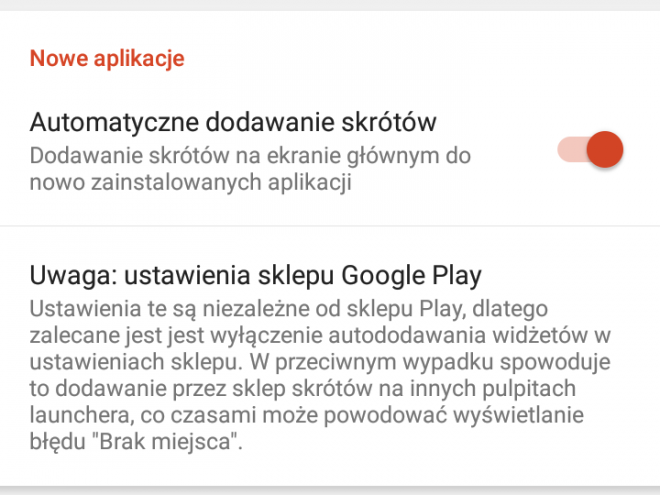 Nowe aplikacje
Automatyczne dodawanie skrótów
Dodawanie skrótów na ekranie głównym do
nowo zainstalowanych aplikacji
Uwaga: ustawienia sklepu Google Play
Ustawienia te są niezależne od sklepu Play, dlatego
zalecane jest jest wyłączenie autododawania widżetów w
ustawieniach sklepu. W przeciwnym wypadku spowoduje
to dodawanie przez sklep skrótów na innych pulpitach
launchera, co czasami może powodować wyświetlanie
błędu "Brak miejsca".